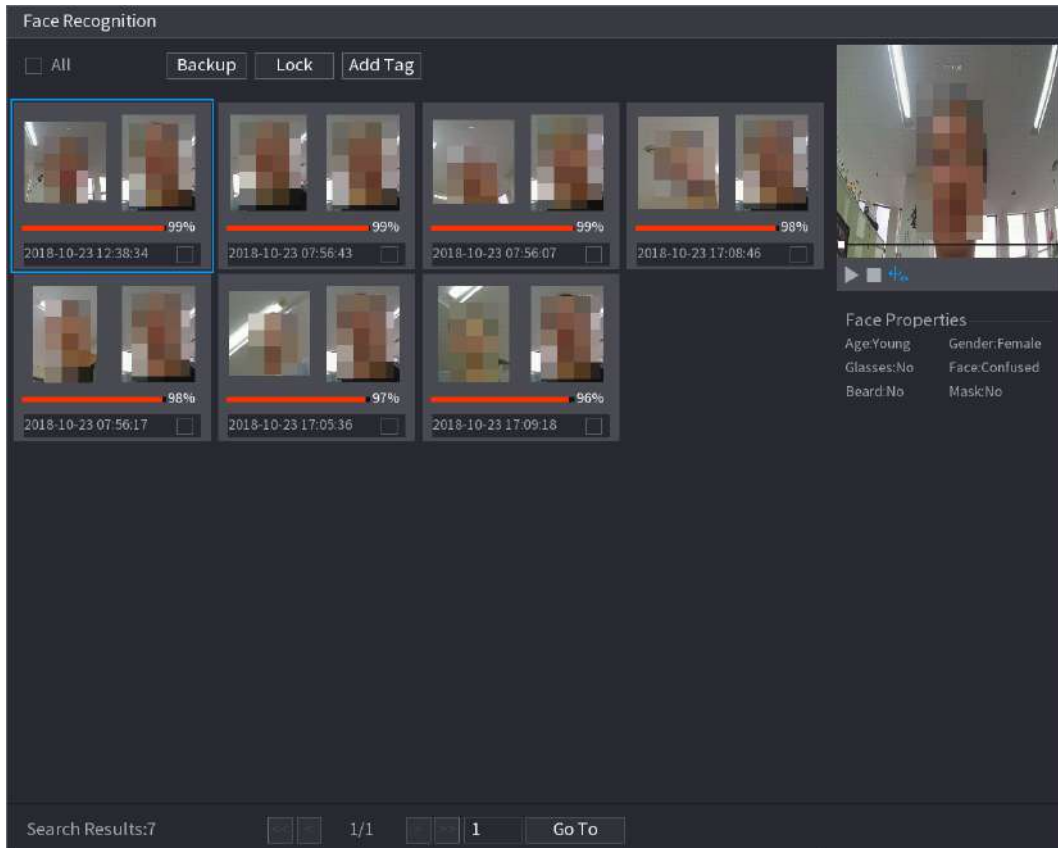 Face Recognition
All Backup Lock Add Tag
99% 99% 99% 98%
2018-10-23 12:38:34 2018-10-23 07:56:43 2018-10-23 07:56:07 2018-10-23 17:08:46
Face Properties
Age:Young Gender:Female
Glasses:No Face:Confused
Beard:No Mask:No
98% 97% 96%
2018-10-23 07:56:17 2018-10-23 17:05:36 2018-10-23 17:09:18
Search Results:7 << < 1/1 > >> 1 Go To